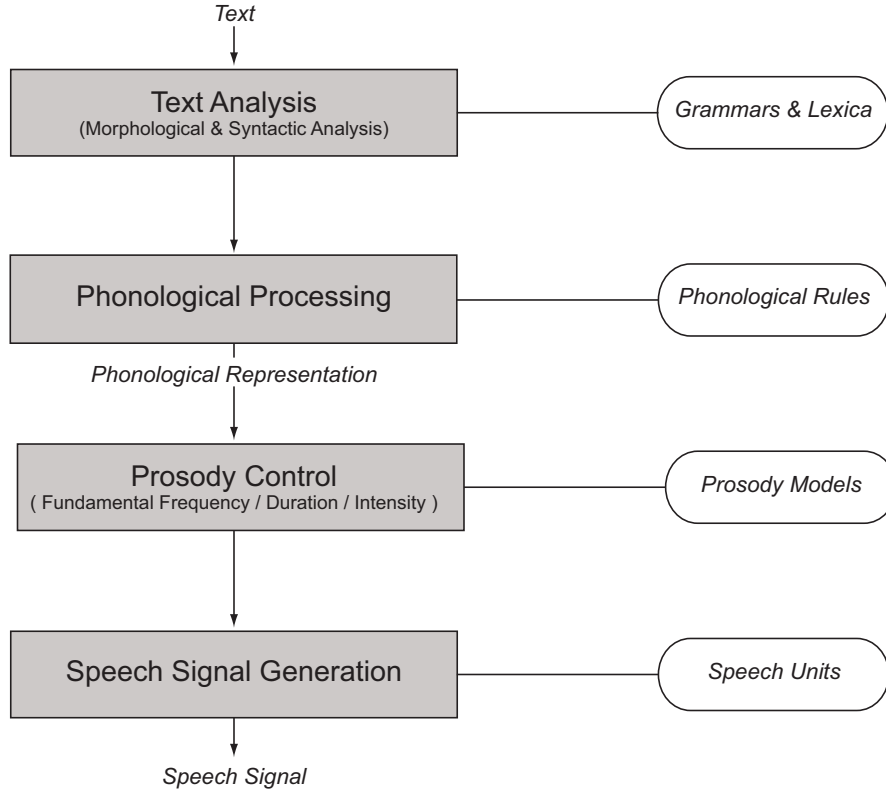 Text
Text Analysis
(Morphological & Syntactic Analysis)
Grammars & Lexica
Phonological Processing
Phonological Rules
Phonological Representation
Prosody Control
( Fundamental Frequency / Duration / Intensity )
Prosody Models
Speech Signal Generation
Speech Units
Speech Signal